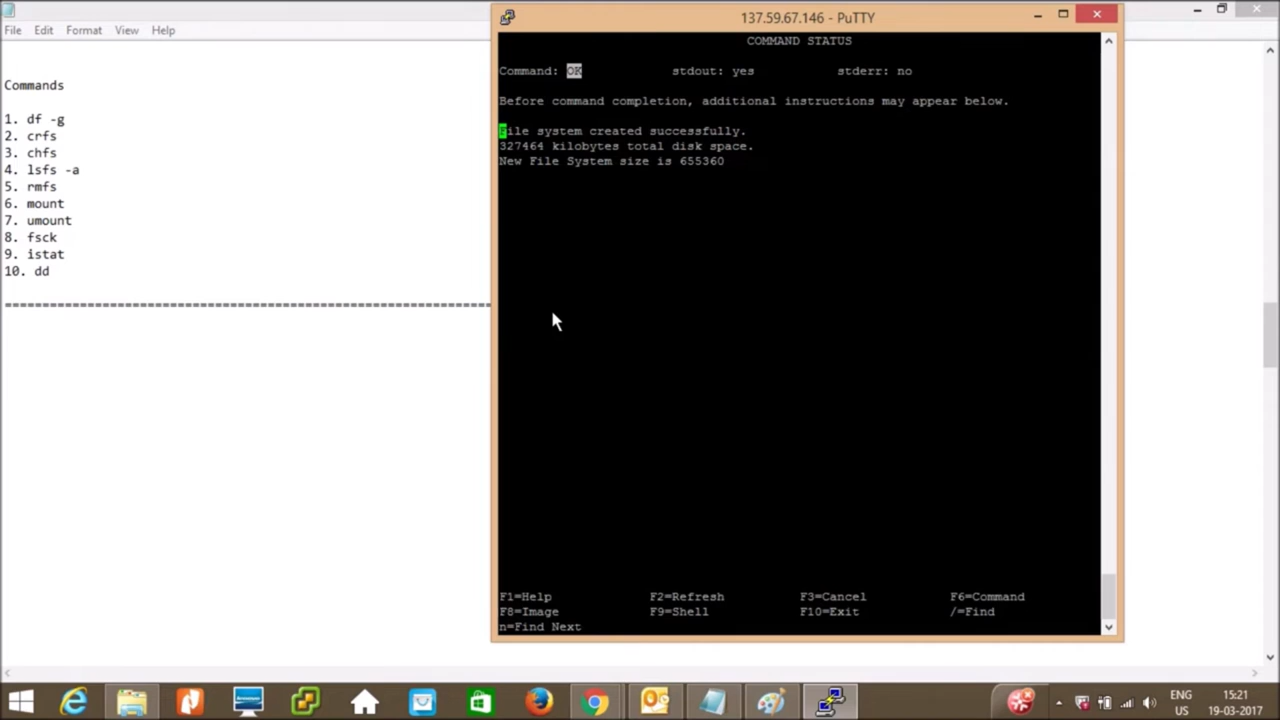 File Edit Format View Help
Commands
1. df -g
2. crfs
3. chfs
4. lsfs -a
5. rmfs
6. mount
7. umount
8. fsck
9. istat
10. dd
================================================================
137.59.67.146 - PuTTY
COMMAND STATUS
Command: OK stdout: yes stderr: no
Before command completion, additional instructions may appear below.
File system created successfully.
327464 kilobytes total disk space.
New File System size is 655360
F1=Help F2=Refresh F3=Cancel F6=Command
F8=Image F9=Shell F10=Exit /=Find
n=Find Next
ENG 15:21
US 19-03-2017